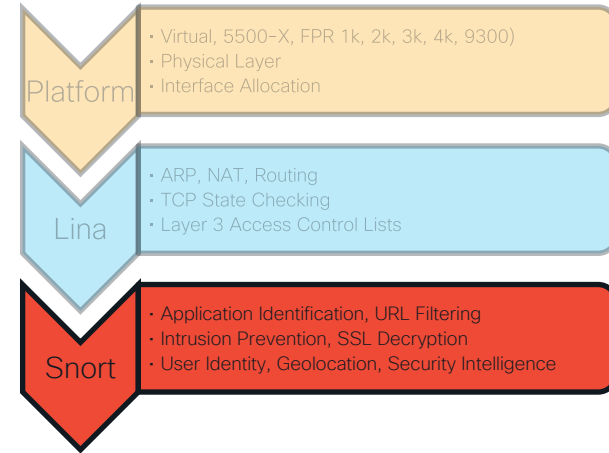 Platform
· Virtual, 5500-X, FPR 1k, 2k, 3k, 4k, 9300)
· Physical Layer
· Interface Allocation
Lina
· ARP, NAT, Routing
· TCP State Checking
· Layer 3 Access Control Lists
Snort
· Application Identification, URL Filtering
· Intrusion Prevention, SSL Decryption
· User Identity, Geolocation, Security Intelligence